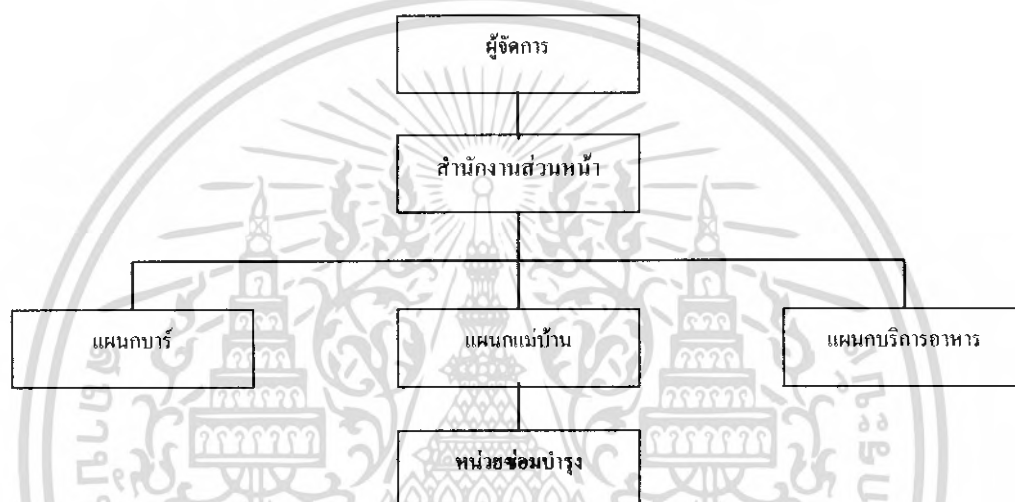 ผู้จัดการ
สำนักงานส่วนหน้า
แผนกบาร์
แผนกแม่บ้าน
แผนกบริการอาหาร
หน่วยซ่อมบำรุง